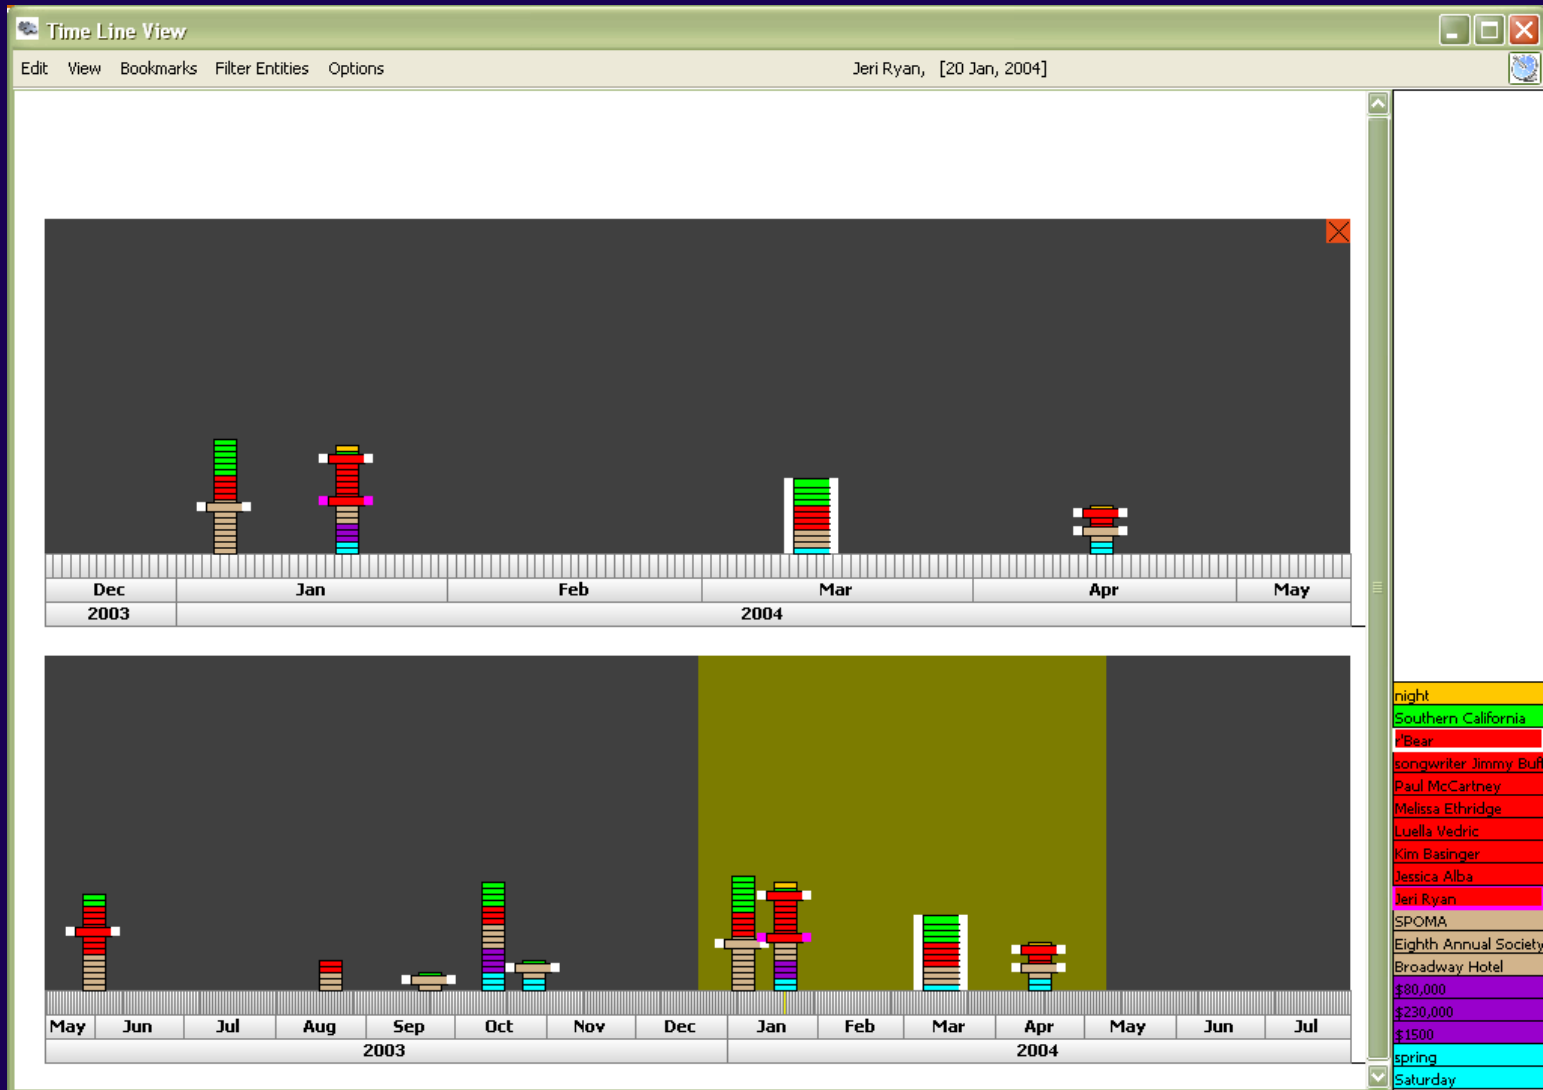 Time Line View
Edit View Bookmarks Filter Entities Options Jeri Ryan, [20 Jan, 2004]
Dec Jan Feb Mar Apr May
2003 2004
May Jun Jul Aug Sep Oct Nov Dec Jan Feb Mar Apr May Jun Jul
2003 2004
night
Southern California
r'Bear
songwriter Jimmy Buff
Paul McCartney
Melissa Ethridge
Luella Vedric
Kim Basinger
Jessica Alba
Jeri Ryan
SPOMA
Eighth Annual Society
Broadway Hotel
$80,000
$230,000
$1500
spring
Saturday